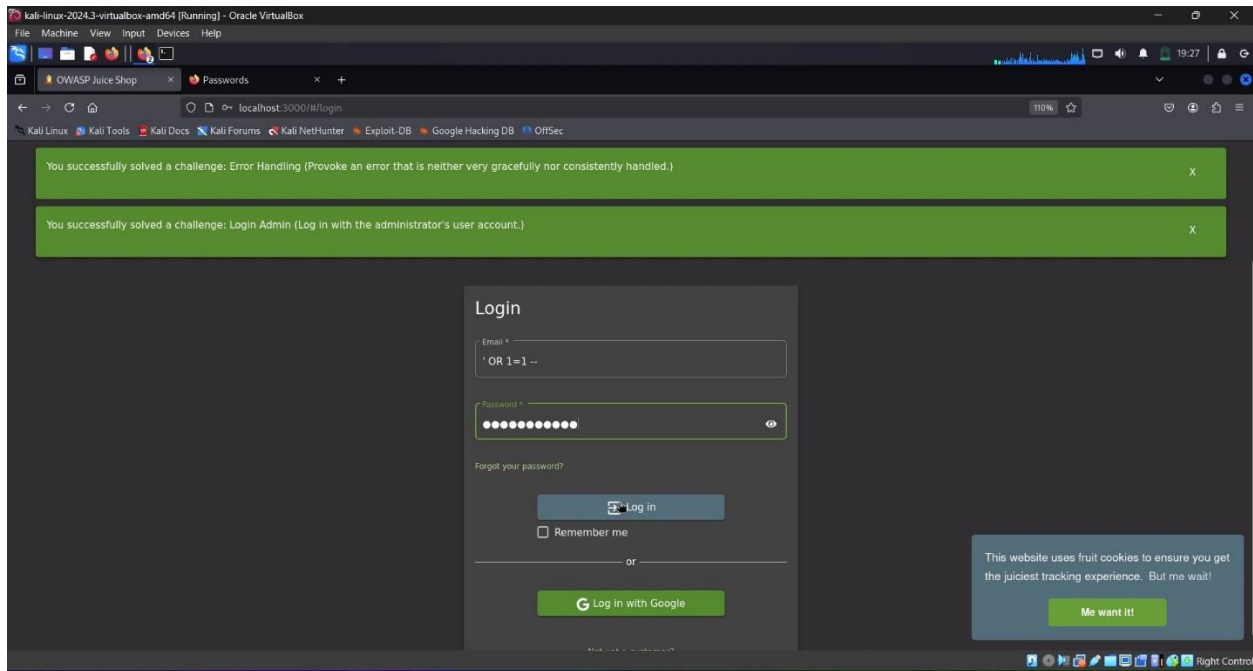 kali-linux-2024.3-virtualbox-amd64 [Running] - Oracle VirtualBox
File Machine View Input Devices Help
19:27
OWASP Juice Shop × Passwords × +
localhost:3000/#/login 110%
Kali Linux Kali Tools Kali Docs Kali Forums Kali NetHunter Exploit-DB Google Hacking DB OffSec
You successfully solved a challenge: Error Handling (Provoke an error that is neither very gracefully nor consistently handled.) X
You successfully solved a challenge: Login Admin (Log in with the administrator's user account.) X
Login
Email *
' OR 1=1 --
Password *
●●●●●●●●●●●
Forgot your password?
Log in
Remember me
or
Log in with Google
This website uses fruit cookies to ensure you get
the juiciest tracking experience. But me wait!
Me want it!
Right Contro